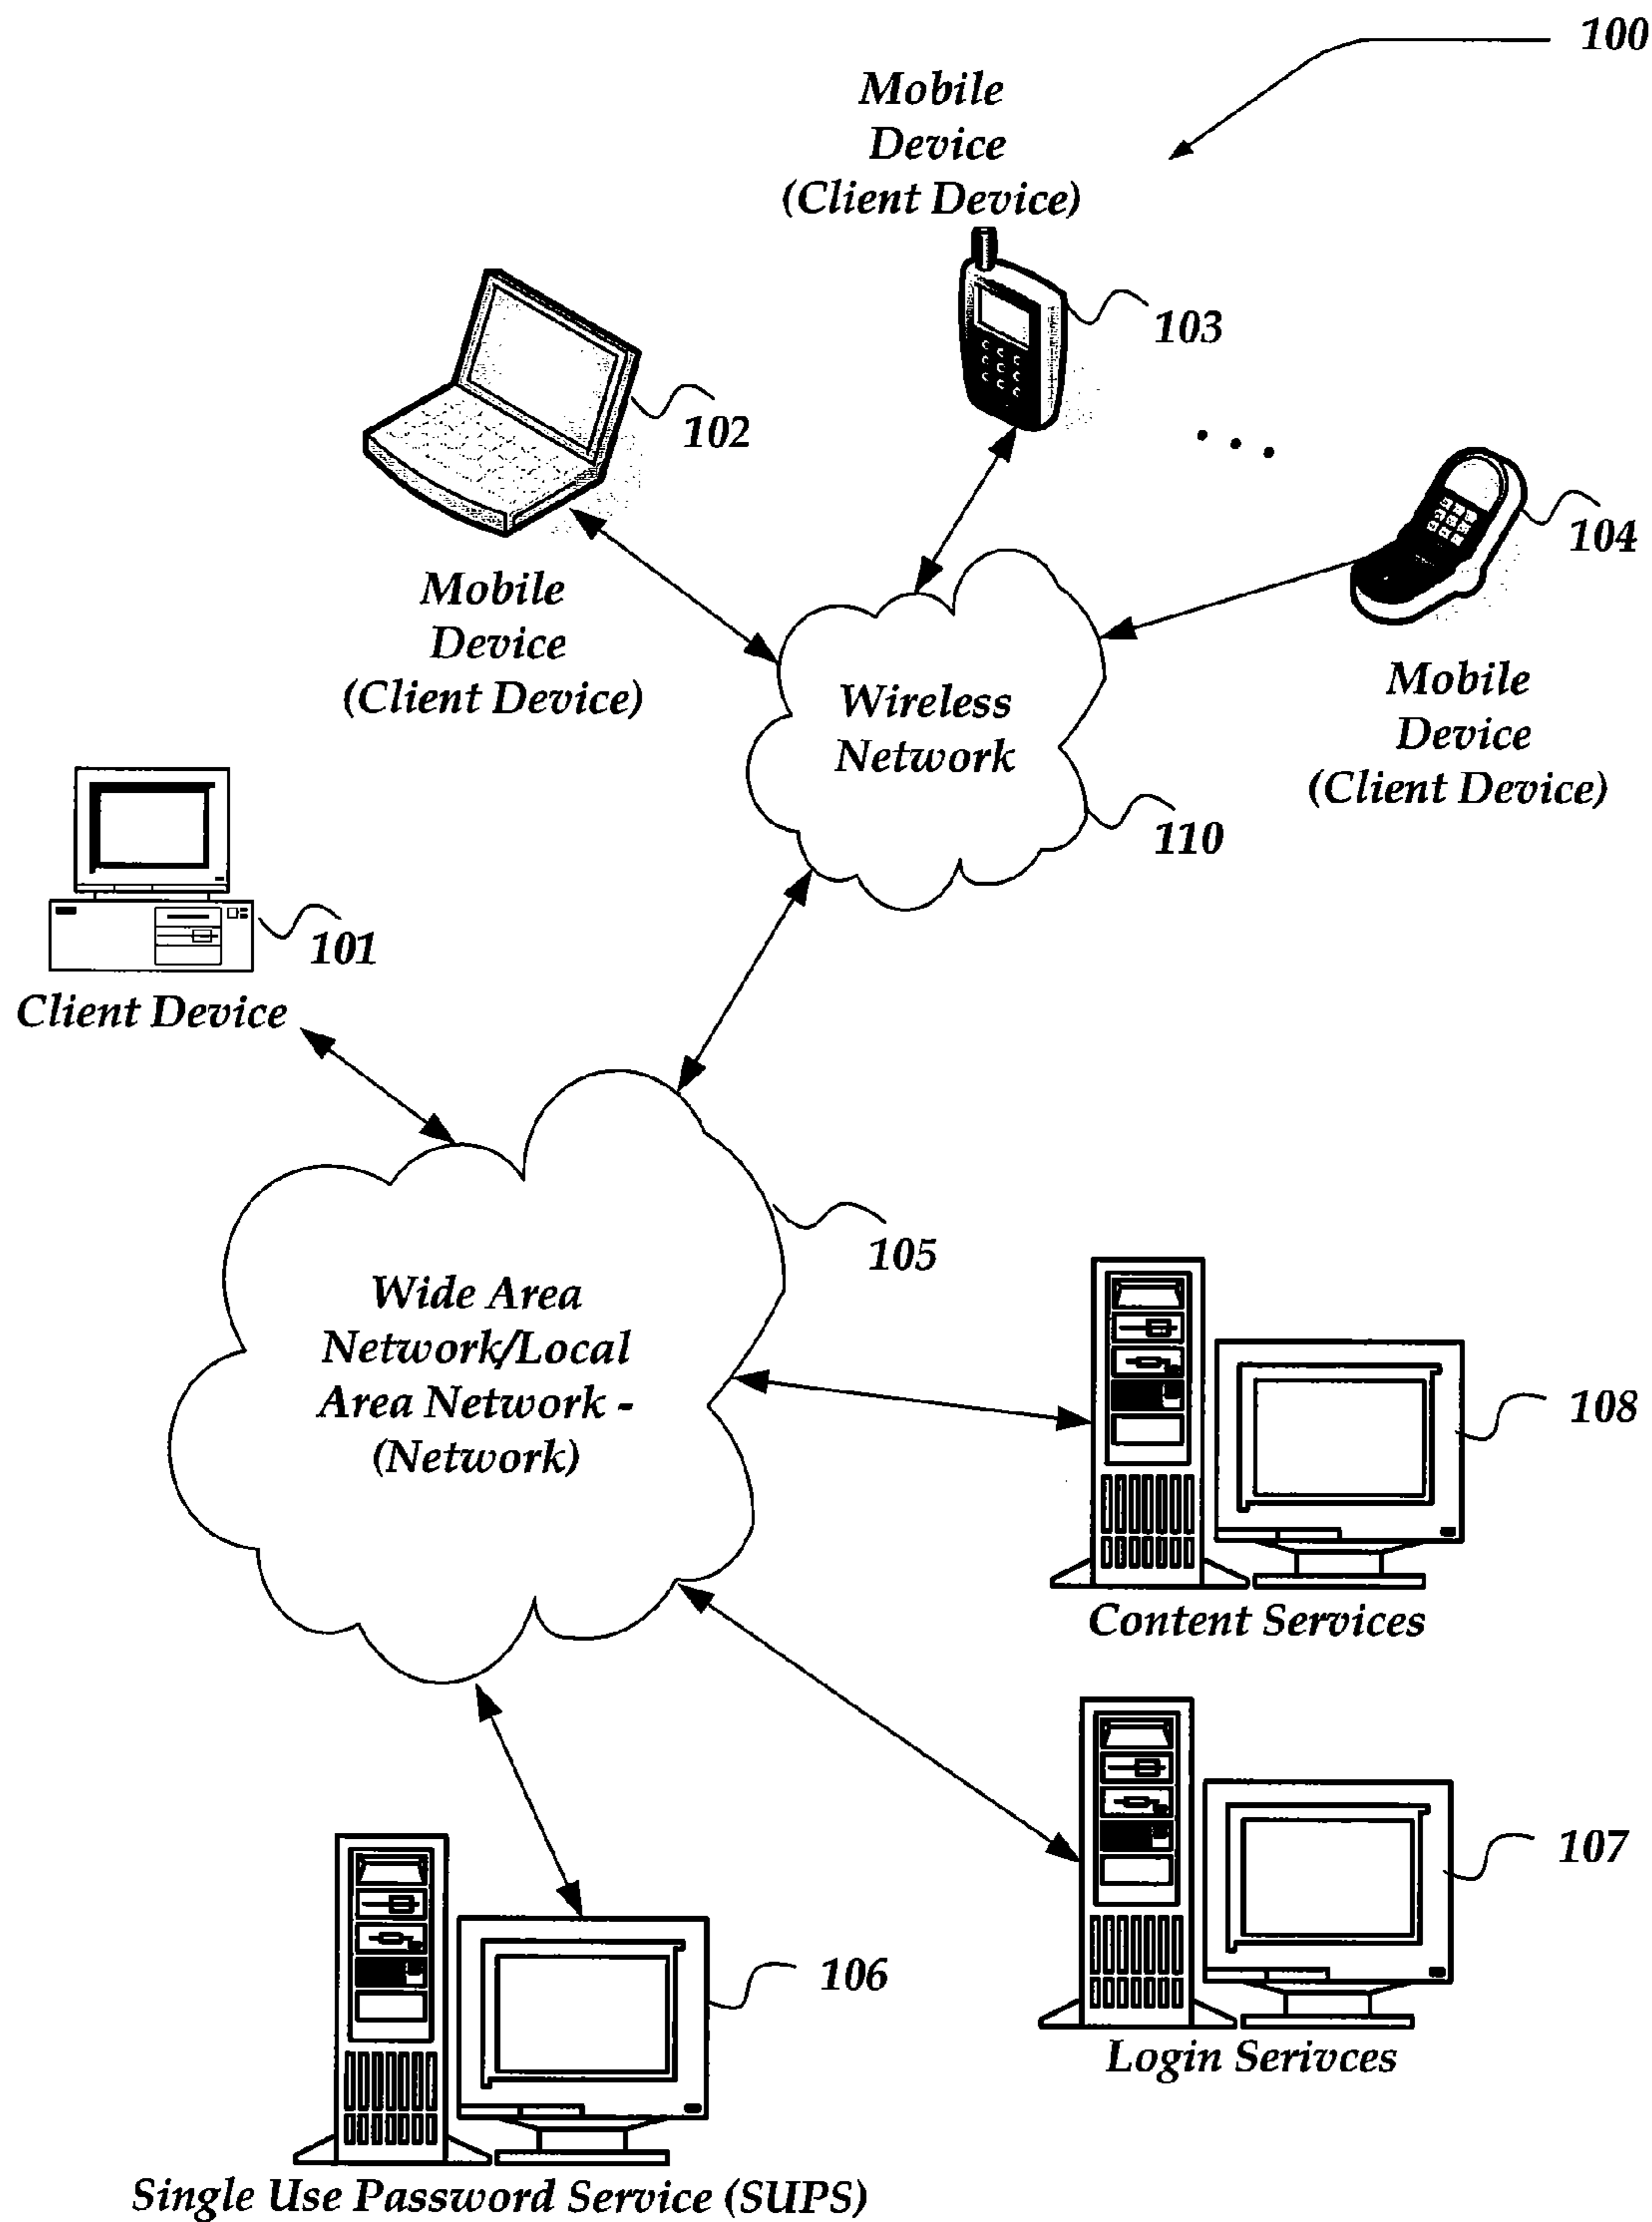 100
Mobile
Device
(Client Device)
103
102
104
Mobile
Device
(Client Device)
Wireless
Network
Mobile
Device
(Client Device)
110
101
Client Device
105
Wide Area
Network/Local
Area Network -
(Network)
108
Content Services
107
106
Login Serivces
Single Use Password Service (SUPS)